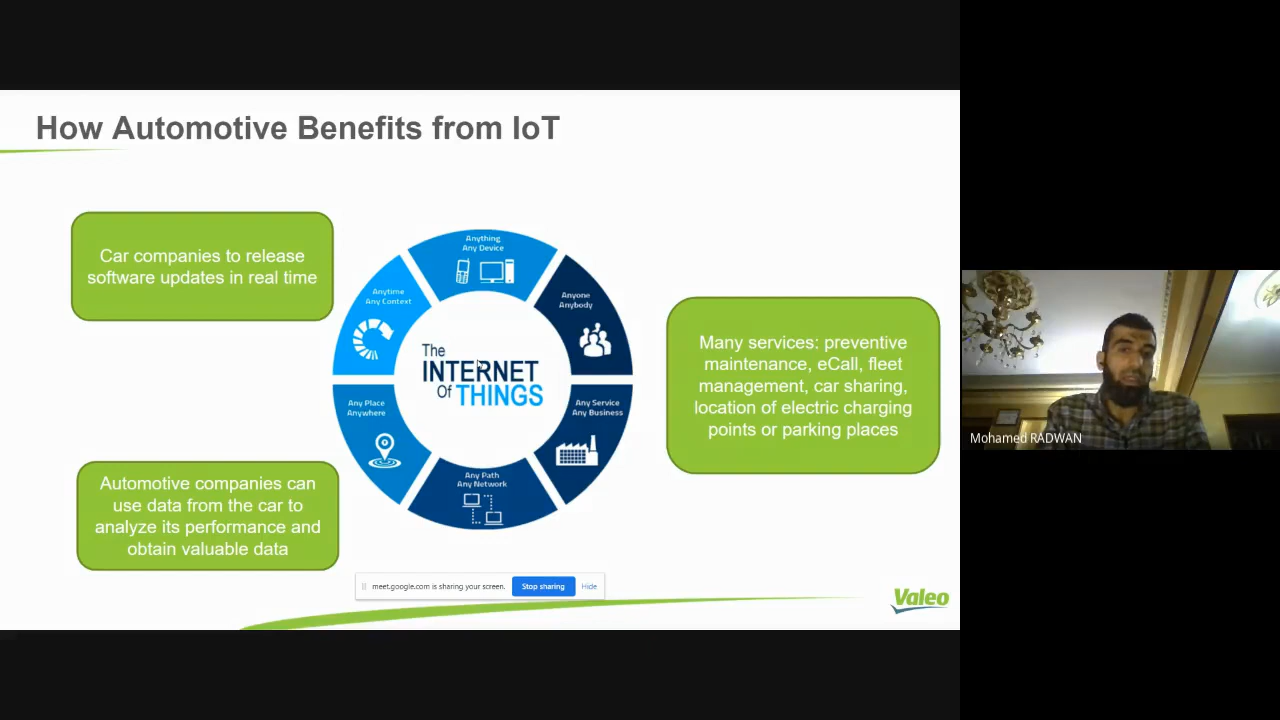 How Automotive Benefits from IoT
Car companies to release
software updates in real time
Anything
Any Device
Anytime
Any Context
Anyone
Anybody
The
INTERNET
Of THINGS
Any Place
Anywhere
Any Service
Any Business
Any Path
Any Network
Many services: preventive
maintenance, eCall, fleet
management, car sharing,
location of electric charging
points or parking places
Automotive companies can
use data from the car to
analyze its performance and
obtain valuable data
meet.google.com is sharing your screen. Stop sharing Hide
Valeo
Mohamed RADWAN